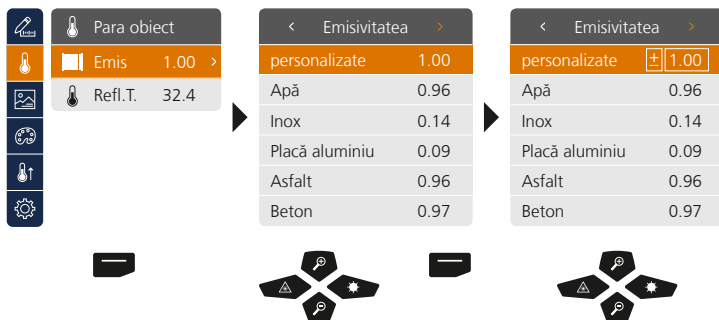 Para obiect
Emis 1.00 >
Refl.T. 32.4
< Emisivitatea >
personalizate 1.00
Apă 0.96
Inox 0.14
Placă aluminiu 0.09
Asfalt 0.96
Beton 0.97
< Emisivitatea >
personalizate ± 1.00
Apă 0.96
Inox 0.14
Placă aluminiu 0.09
Asfalt 0.96
Beton 0.97